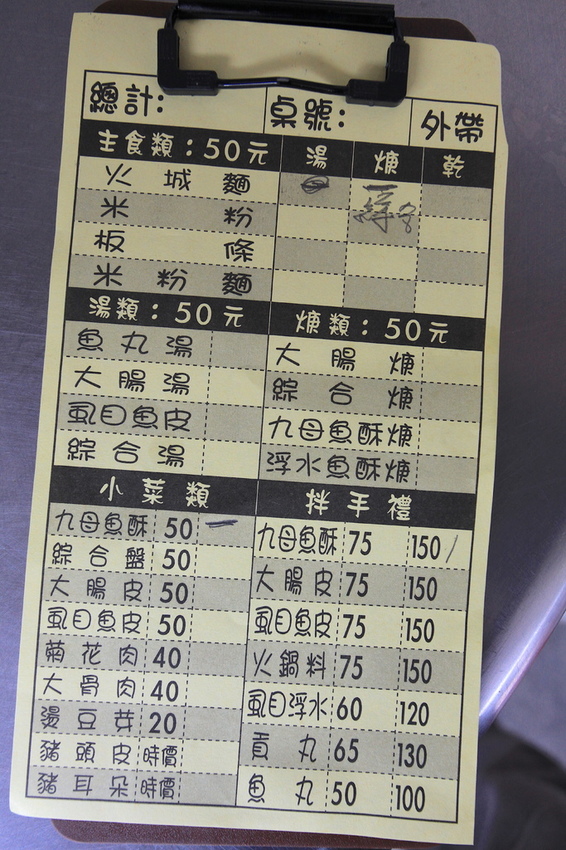 總計: 桌號: 外帶
主食類:50元 湯 焿 乾
火城麵
米粉 一
板條
米粉麵
湯類:50元 焿類:50元
魚丸湯 大腸焿
大腸湯 綜合焿
虱目魚皮 九母魚酥焿
綜合湯 浮水魚酥焿
小菜類 拌手禮
九母魚酥 50 一 九母魚酥 75 150 /
綜合盤 50 大腸皮 75 150
大腸皮 50 虱目魚皮 75 150
虱目魚皮 50 火鍋料 75 150
菊花肉 40 虱目浮水 60 120
大骨肉 40 貢丸 65 130
燙豆芽 20 魚丸 50 100
豬頭皮 時價
豬耳朵 時價